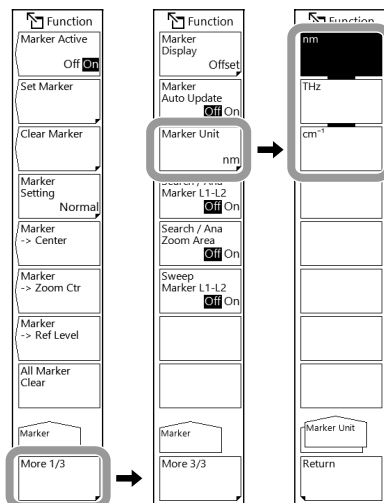 Function
Marker Active
Off On
Set Marker
Clear Marker
Marker
Setting
Normal
Marker
-> Center
Marker
-> Zoom Ctr
Marker
-> Ref Level
All Marker
Clear
Marker
More 1/3
Function
Marker
Display
Offset
Marker
Auto Update
Off On
Marker Unit
nm
Search / Ana
Marker L1-L2
Off On
Search / Ana
Zoom Area
Off On
Sweep
Marker L1-L2
Off On
Marker
More 3/3
Function
nm
THz
cm⁻¹
Marker Unit
Return